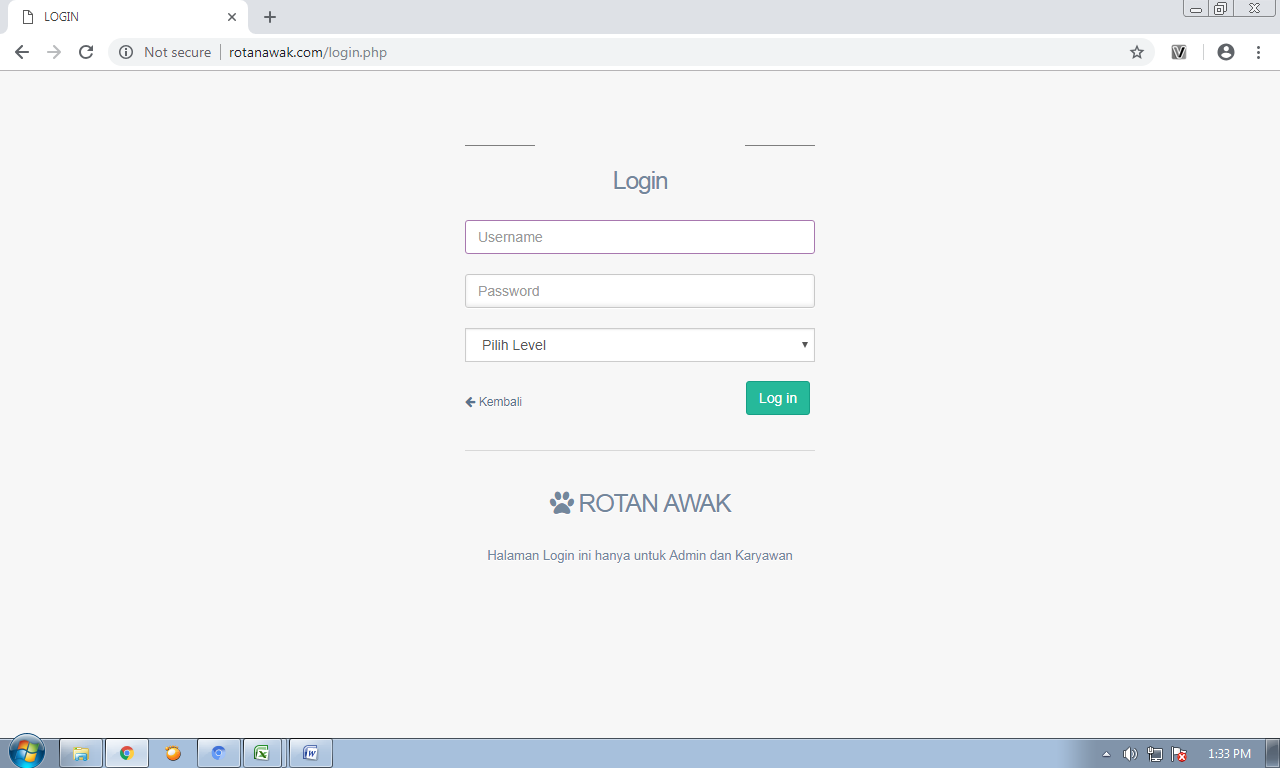 LOGIN
Not secure
rotanawak.com/login.php
Login
Username
Password
Pilih Level
Kembali
Log in
ROTAN AWAK
Halaman Login ini hanya untuk Admin dan Karyawan
1:33 PM